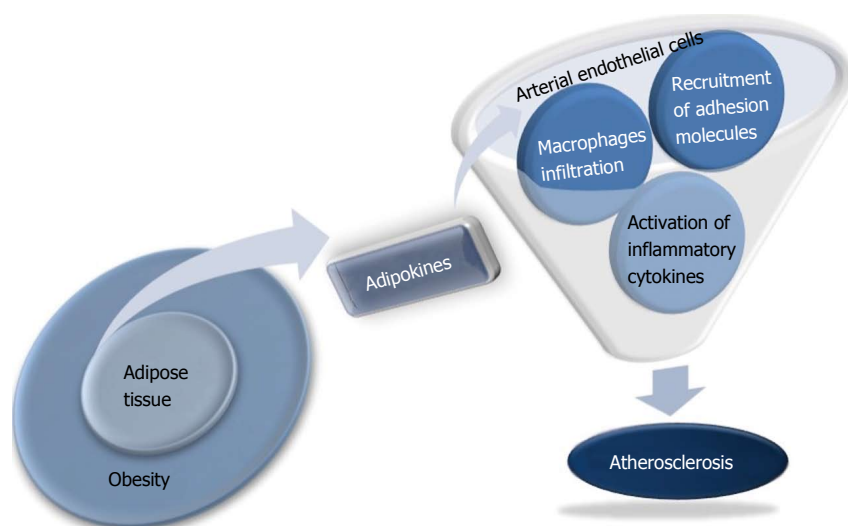 Arterial endothelial cells
Recruitment
of adhesion
molecules
Macrophages
infiltration
Activation of
inflammatory
cytokines
Adipokines
Adipose
tissue
Obesity
Atherosclerosis